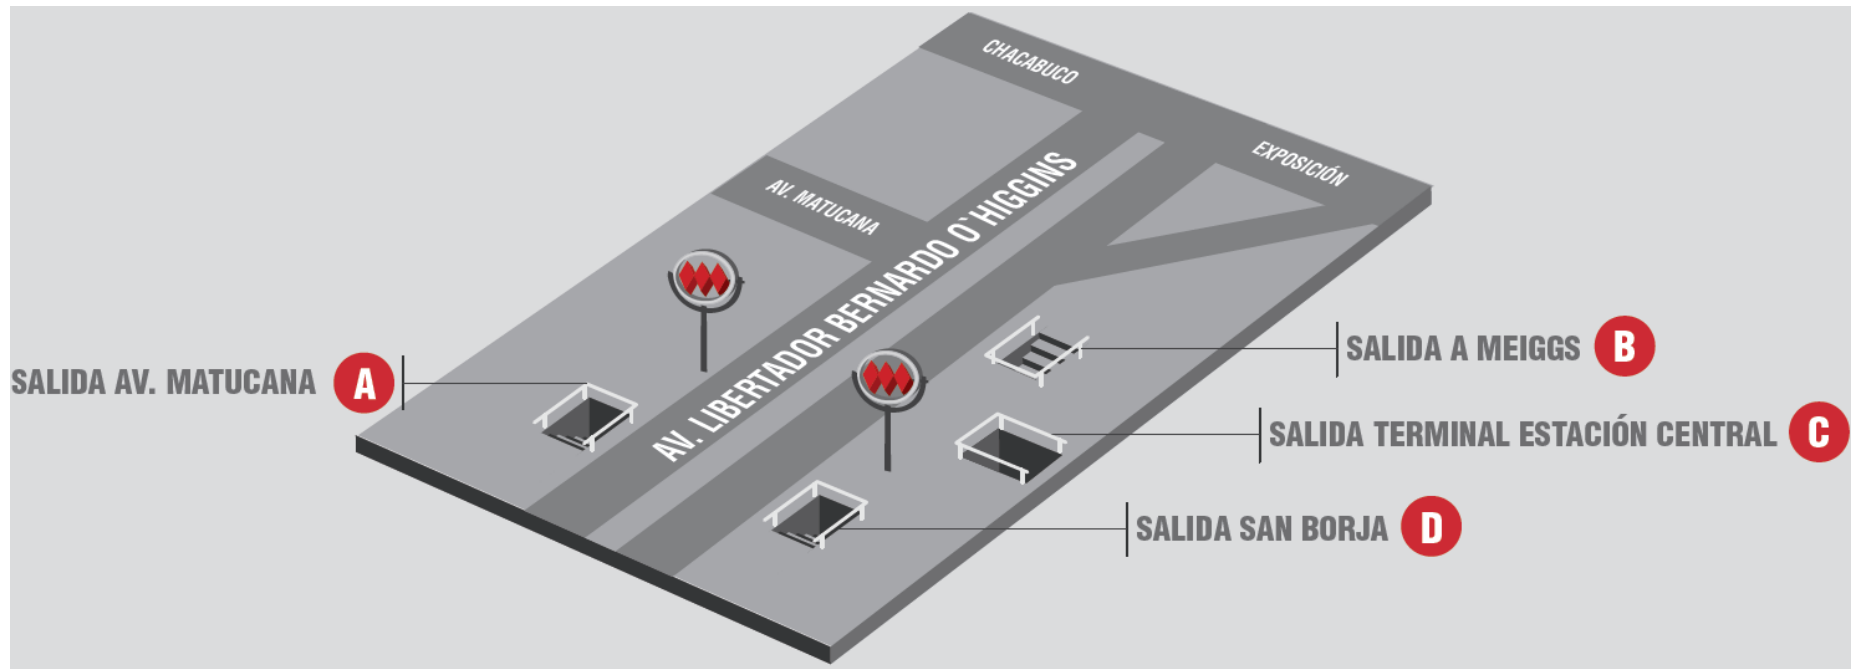 CHACABUCO
EXPOSICIÓN
AV. MATUCANA
AV. LIBERTADOR BERNARDO O`HIGGINS
SALIDA A MEIGGS B
SALIDA AV. MATUCANA A
SALIDA TERMINAL ESTACIÓN CENTRAL C
SALIDA SAN BORJA D